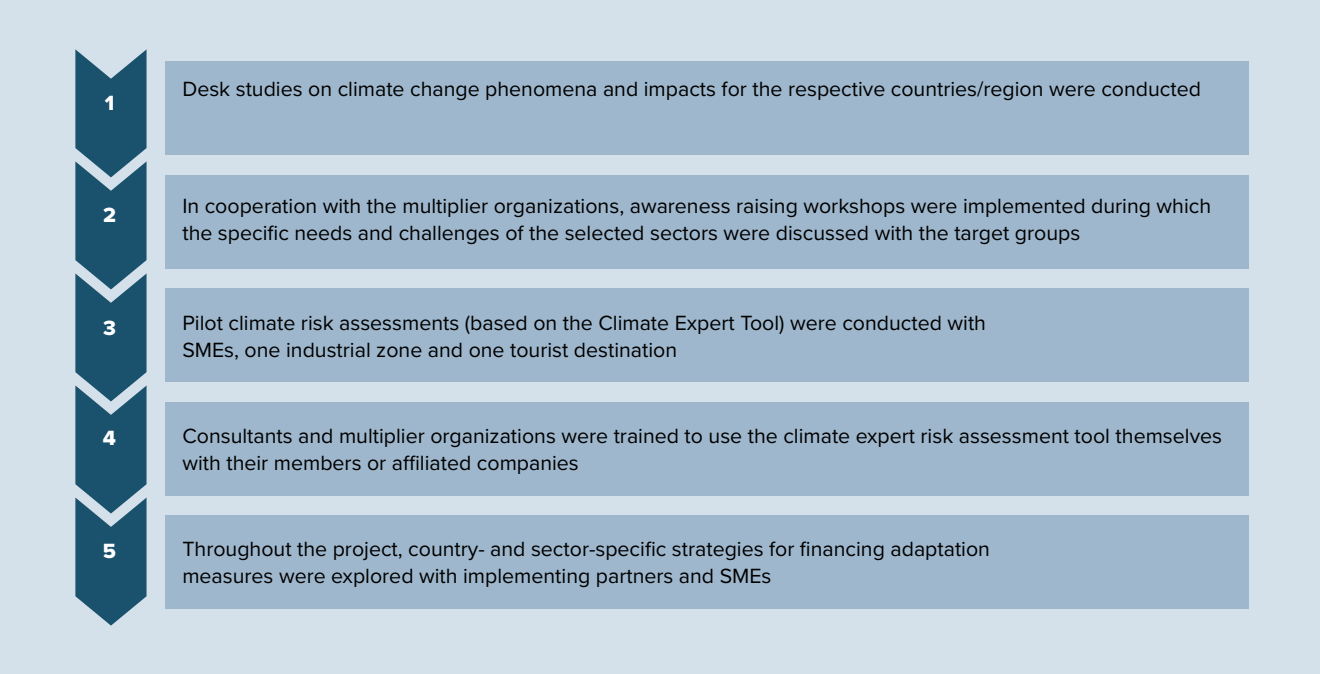 1
Desk studies on climate change phenomena and impacts for the respective countries/region were conducted
2
In cooperation with the multiplier organizations, awareness raising workshops were implemented during which
the specific needs and challenges of the selected sectors were discussed with the target groups
3
Pilot climate risk assessments (based on the Climate Expert Tool) were conducted with
SMEs, one industrial zone and one tourist destination
4
Consultants and multiplier organizations were trained to use the climate expert risk assessment tool themselves
with their members or affiliated companies
5
Throughout the project, country- and sector-specific strategies for financing adaptation
measures were explored with implementing partners and SMEs